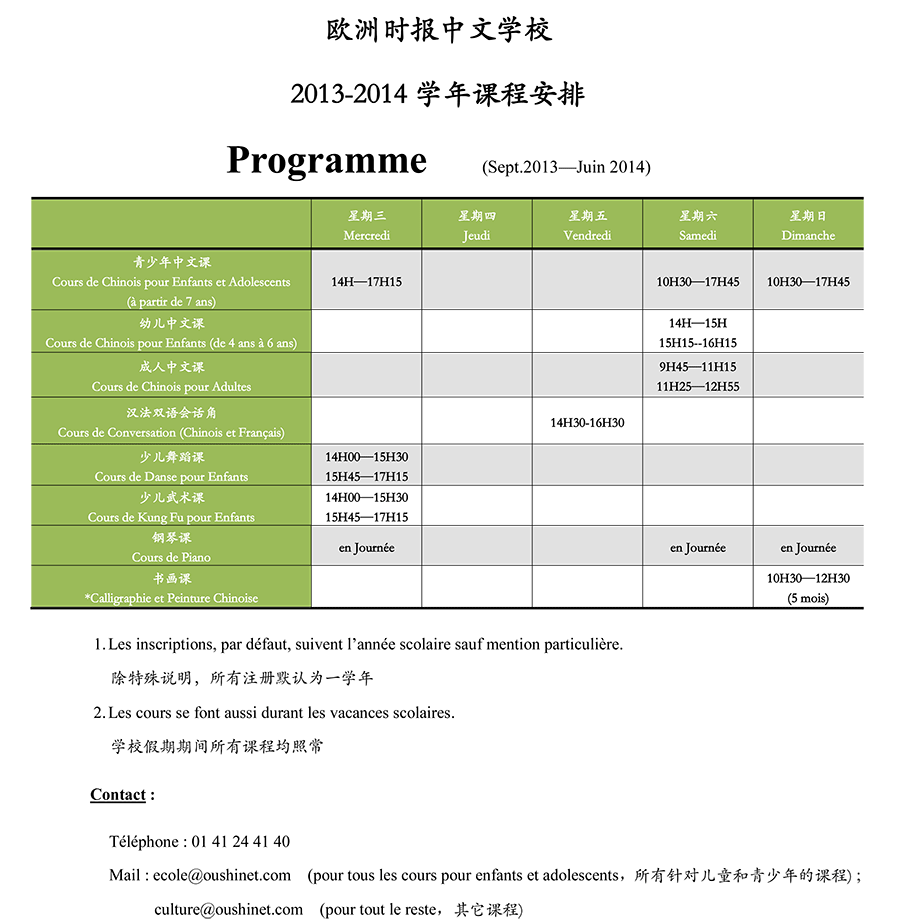 欧洲时报中文学校
2013-2014 学年课程安排
Programme (Sept.2013—Juin 2014)
星期三 星期四 星期五 星期六 星期日
Mercredi Jeudi Vendredi Samedi Dimanche
青少年中文课
Cours de Chinois pour Enfants et Adolescents
(à partir de 7 ans)
14H—17H15 10H30—17H45 10H30—17H45
幼儿中文课
Cours de Chinois pour Enfants (de 4 ans à 6 ans)
14H—15H
15H15--16H15
成人中文课
Cours de Chinois pour Adultes
9H45—11H15
11H25—12H55
汉法双语会话角
Cours de Conversation (Chinois et Français)
14H30-16H30
少儿舞蹈课
Cours de Danse pour Enfants
14H00—15H30
15H45—17H15
少儿武术课
Cours de Kung Fu pour Enfants
14H00—15H30
15H45—17H15
钢琴课
Cours de Piano
en Journée en Journée en Journée
书画课
*Calligraphie et Peinture Chinoise
10H30—12H30
(5 mois)
1. Les inscriptions, par défaut, suivent l’année scolaire sauf mention particulière.
除特殊说明，所有注册默认为一学年
2. Les cours se font aussi durant les vacances scolaires.
学校假期期间所有课程均照常
Contact :
Téléphone : 01 41 24 41 40
Mail : ecole@oushinet.com (pour tous les cours pour enfants et adolescents，所有针对儿童和青少年的课程) ;
culture@oushinet.com (pour tout le reste，其它课程)